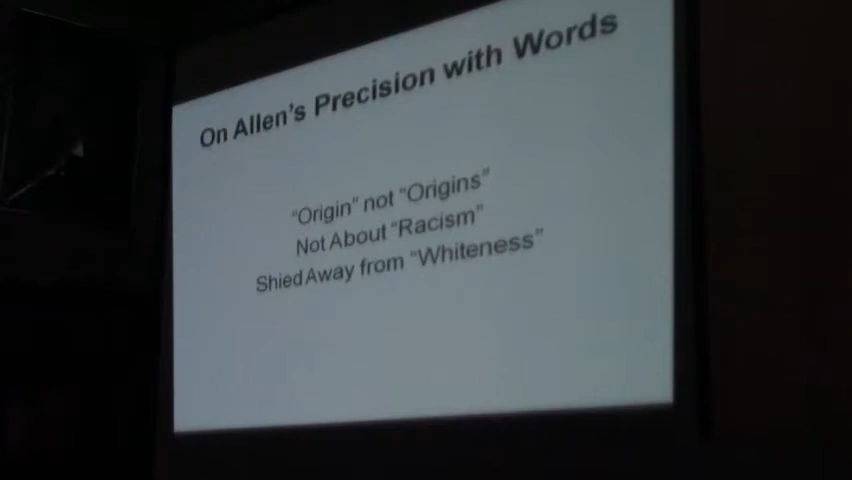 On Allen's Precision with Words
"Origin" not "Origins"
Not About "Racism"
Shied Away from "Whiteness"